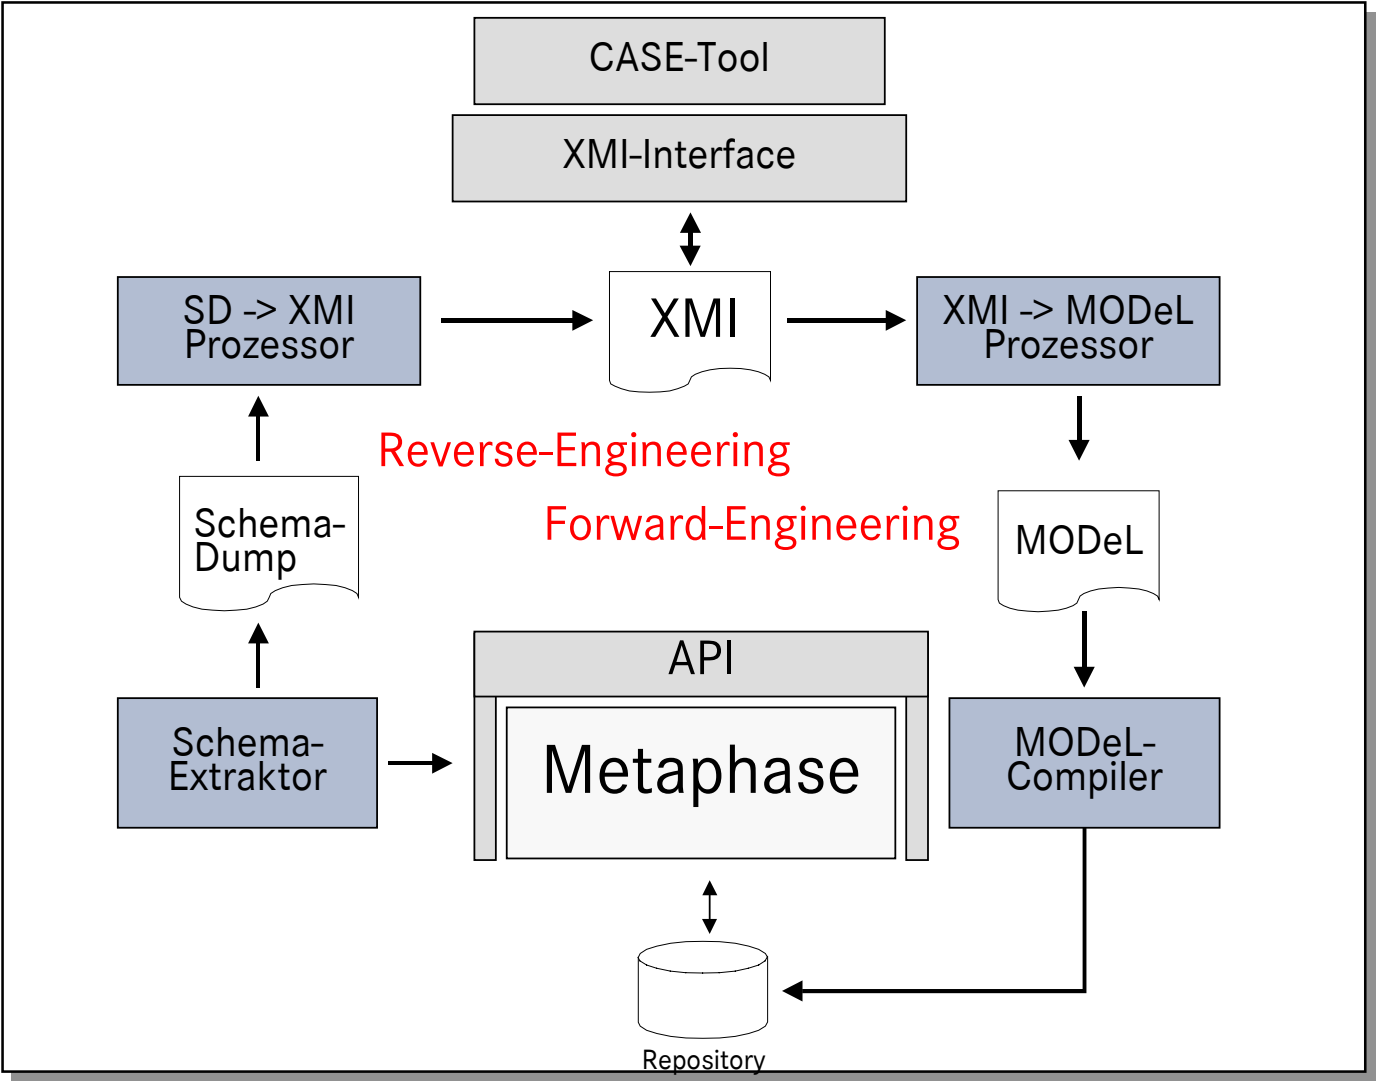 CASE-Tool
XMI-Interface
SD -> XMI
Prozessor
XMI
XMI -> MODeL
Prozessor
Reverse-Engineering
Forward-Engineering
Schema-
Dump
MODeL
API
Schema-
Extraktor
Metaphase
MODeL-
Compiler
Repository